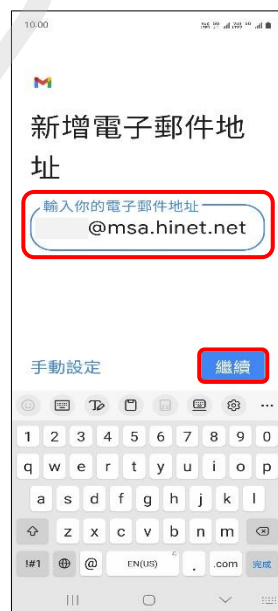 10:00
新增電子郵件地
址
輸入你的電子郵件地址
@msa.hinet.net
手動設定
繼續
1 2 3 4 5 6 7 8 9 0
q w e r t y u i o p
a s d f g h j k l
z x c v b n m
!#1 @ EN(US) . .com 完成